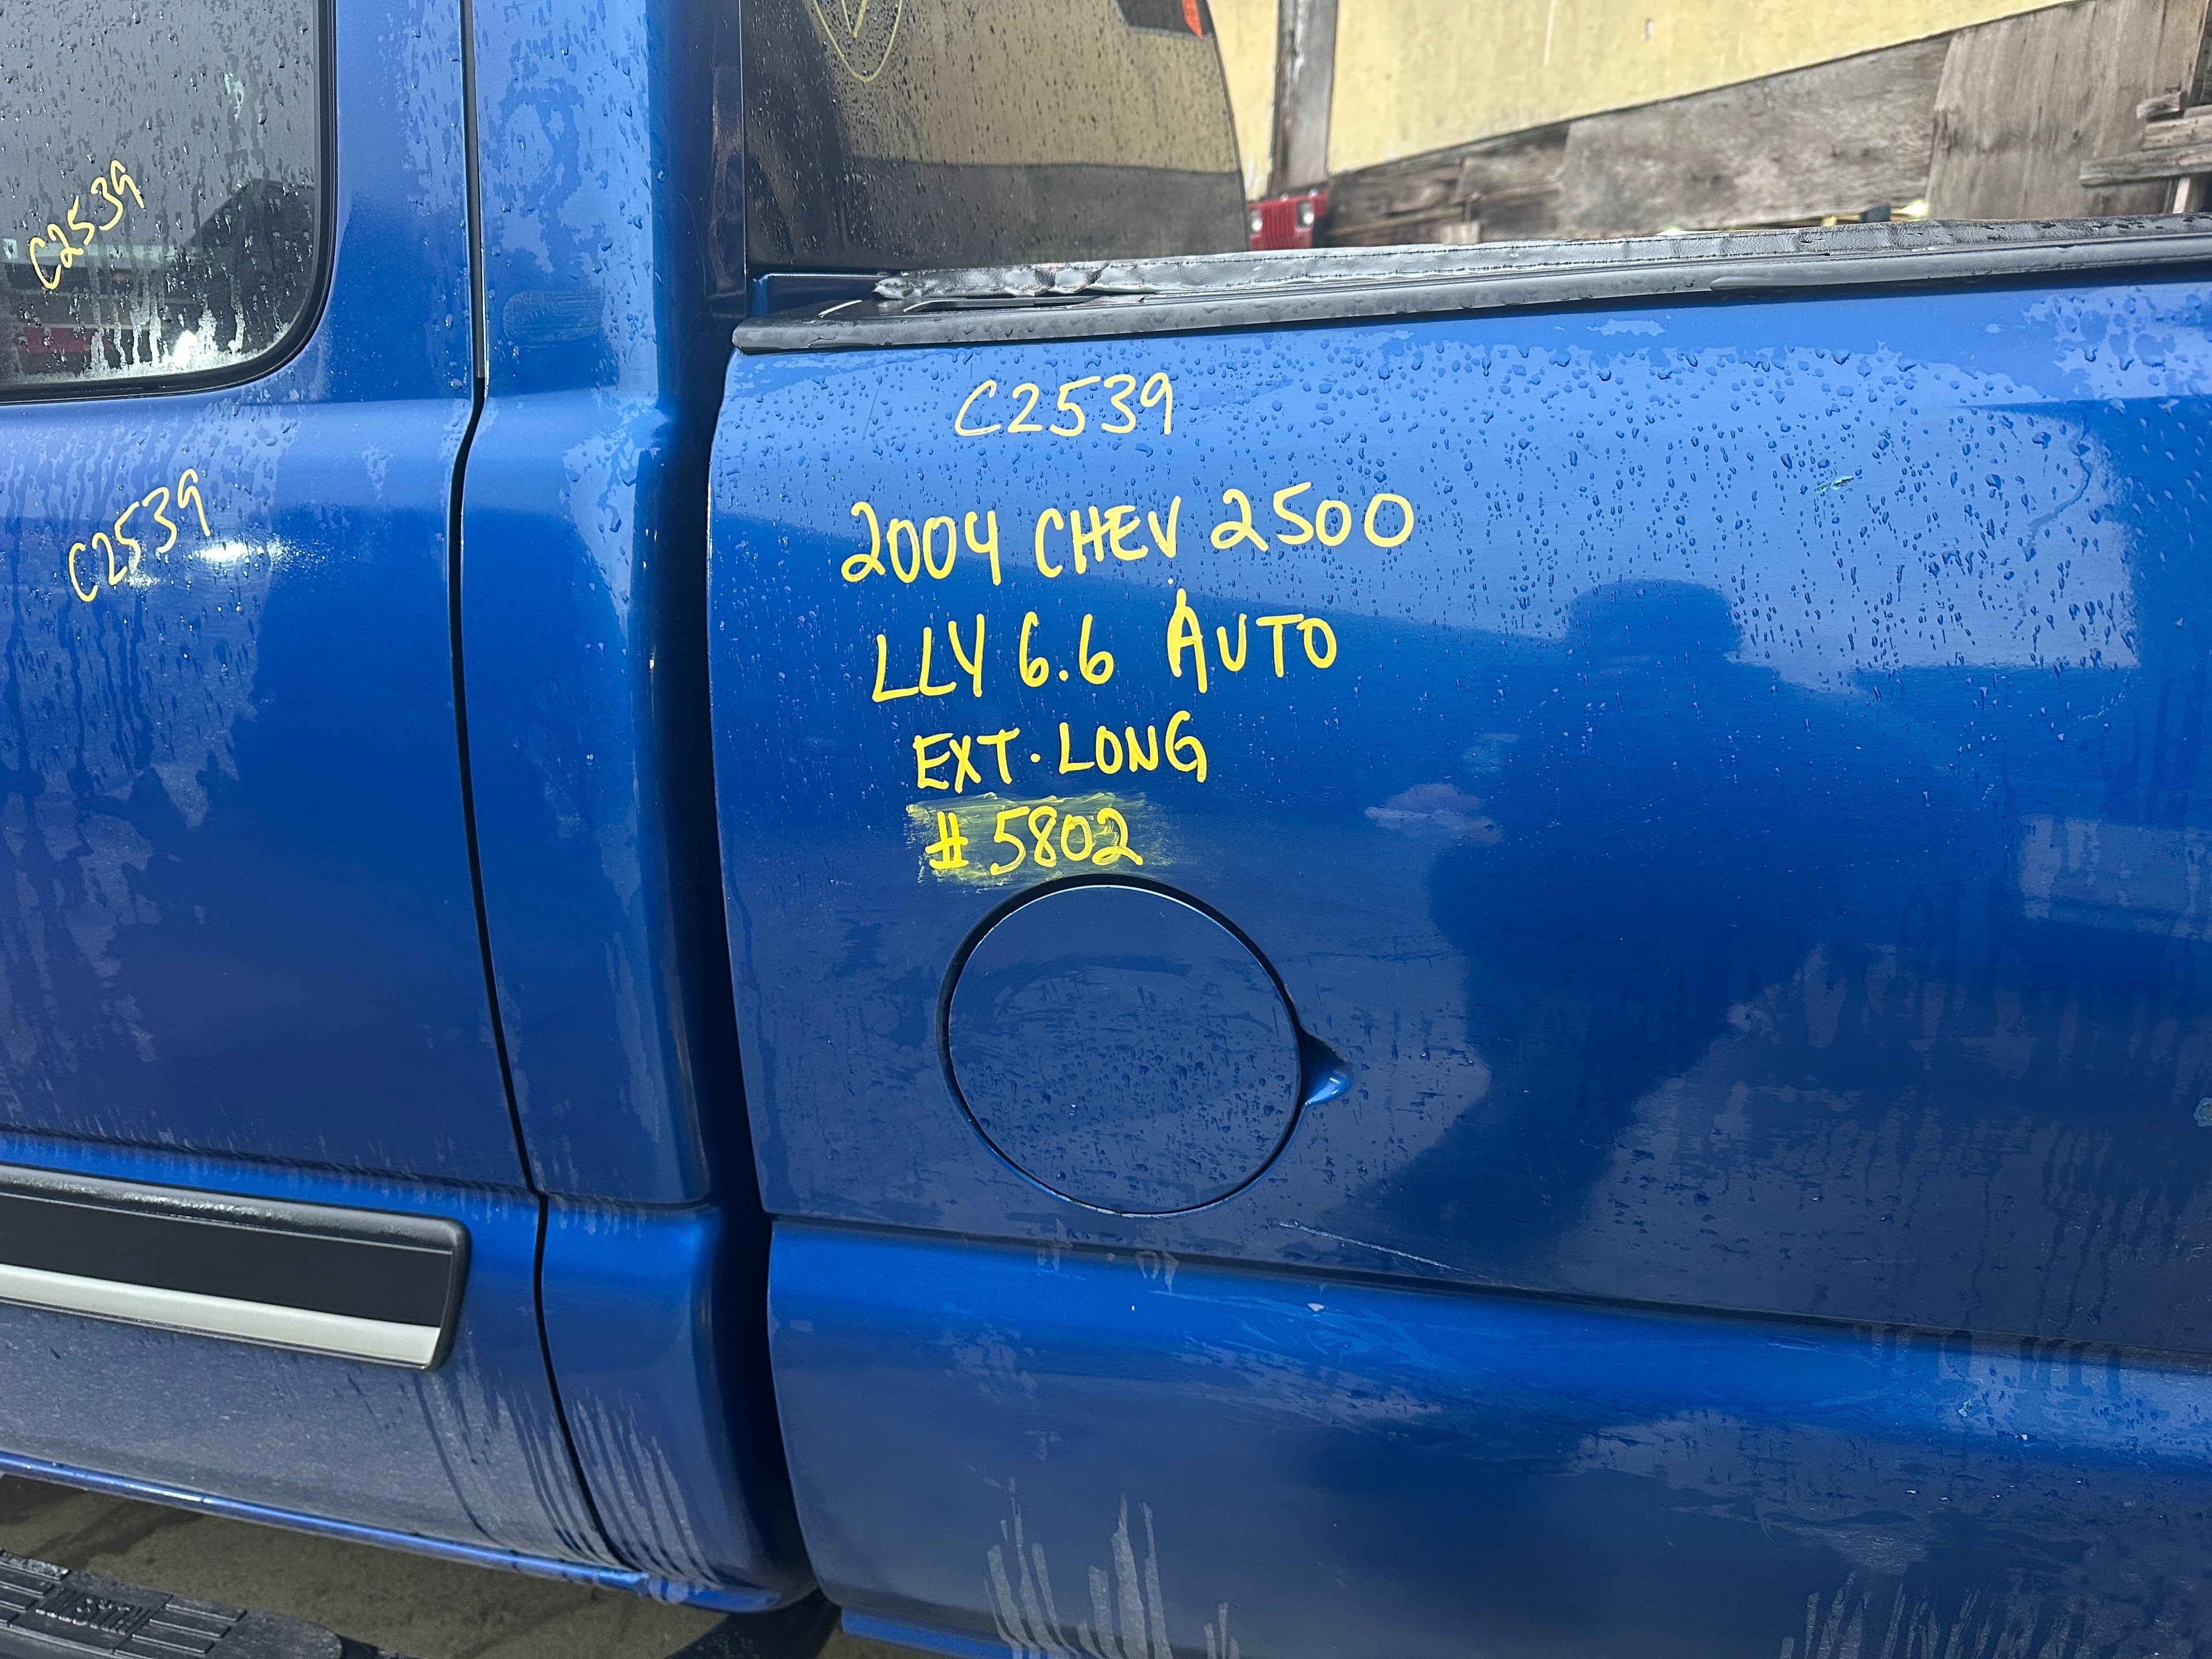 C2539
C2539
C2539
2004 CHEV 2500
LLY 6.6 AUTO
EXT. LONG
# 5802